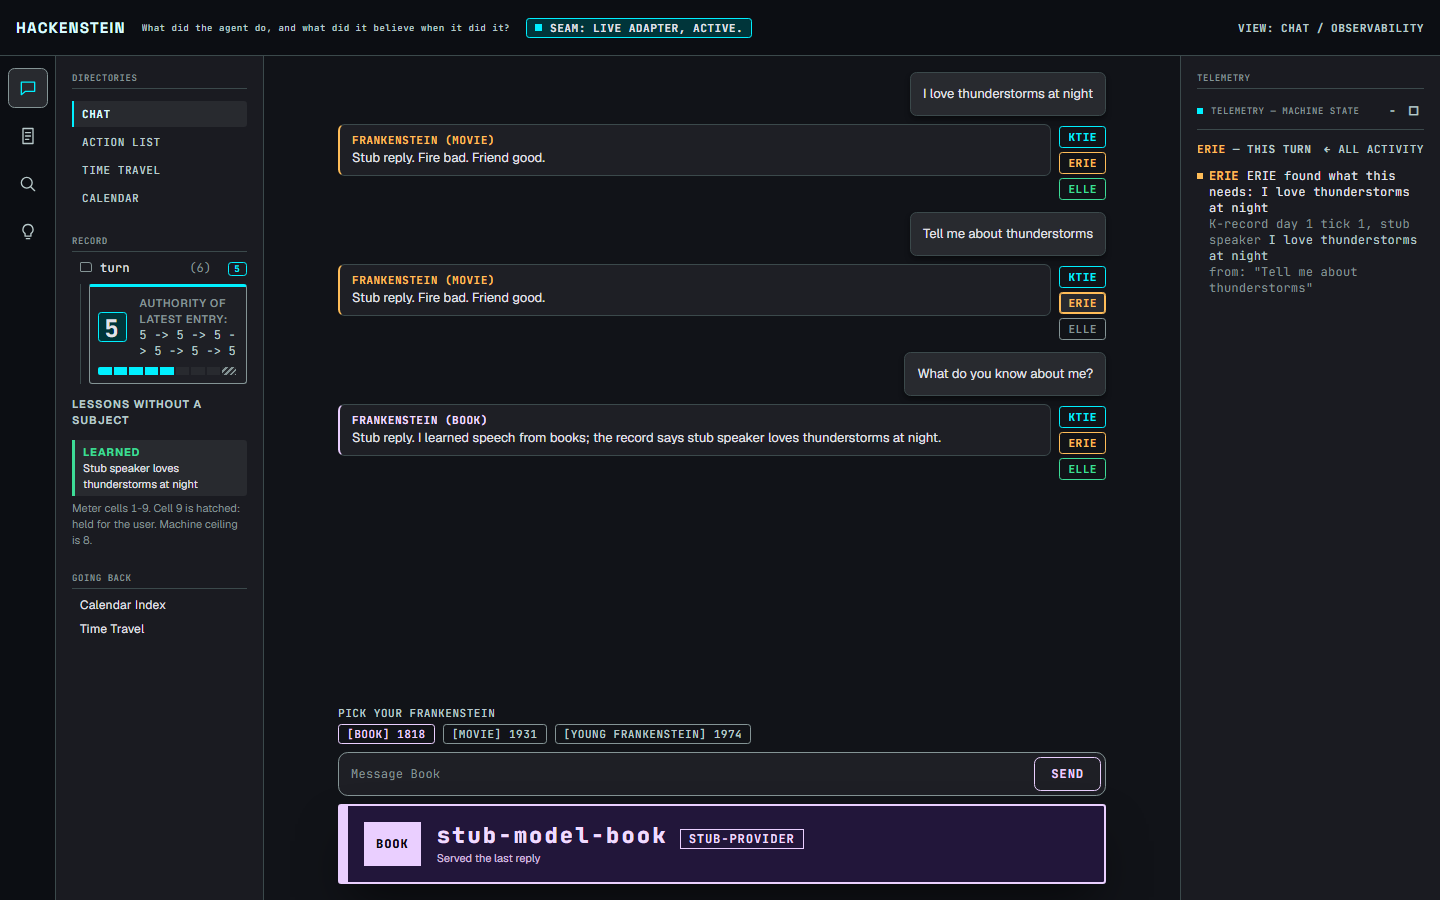 HACKENSTEIN
What did the agent do, and what did it believe when it did it?
SEAM: LIVE ADAPTER, ACTIVE.
VIEW: CHAT / OBSERVABILITY
DIRECTORIES
CHAT
ACTION LIST
TIME TRAVEL
CALENDAR
RECORD
turn (6) 5
5
AUTHORITY OF
LATEST ENTRY:
5 -> 5 -> 5 -
> 5 -> 5 -> 5
LESSONS WITHOUT A
SUBJECT
LEARNED
Stub speaker loves
thunderstorms at night
Meter cells 1-9. Cell 9 is hatched:
held for the user. Machine ceiling
is 8.
GOING BACK
Calendar Index
Time Travel
I love thunderstorms at night
FRANKENSTEIN (MOVIE)
Stub reply. Fire bad. Friend good.
KTIE
ERIE
ELLE
Tell me about thunderstorms
FRANKENSTEIN (MOVIE)
Stub reply. Fire bad. Friend good.
KTIE
ERIE
ELLE
What do you know about me?
FRANKENSTEIN (BOOK)
Stub reply. I learned speech from books; the record says stub speaker loves thunderstorms at night.
KTIE
ERIE
ELLE
PICK YOUR FRANKENSTEIN
[BOOK] 1818
[MOVIE] 1931
[YOUNG FRANKENSTEIN] 1974
Message Book
SEND
BOOK
stub-model-book
STUB-PROVIDER
Served the last reply
TELEMETRY
TELEMETRY — MACHINE STATE
ERIE — THIS TURN ← ALL ACTIVITY
ERIE ERIE found what this
needs: I love thunderstorms
at night
K-record day 1 tick 1, stub
speaker I love thunderstorms
at night
from: "Tell me about
thunderstorms"